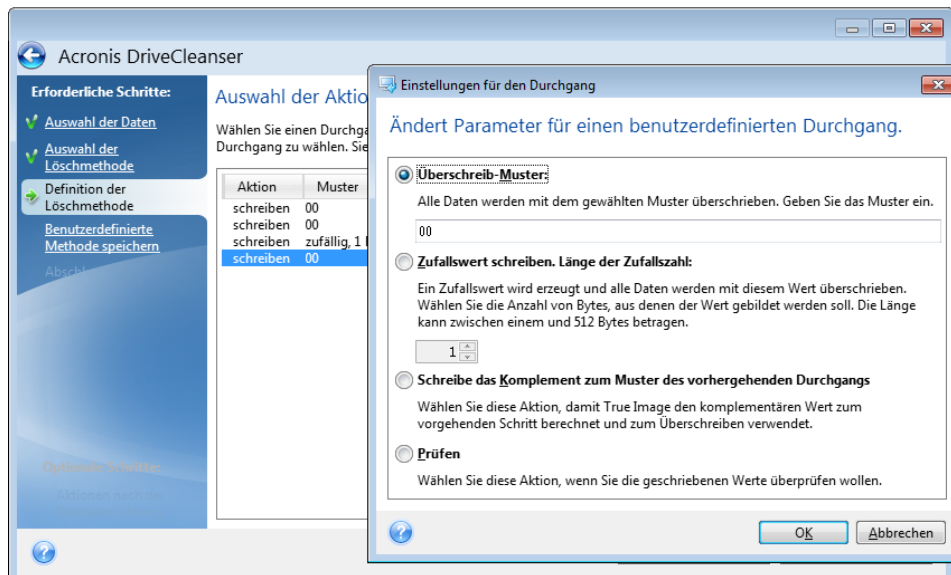 Acronis DriveCleanser
Erforderliche Schritte:
Auswahl der Daten
Auswahl der
Löschmethode
Definition der
Löschmethode
Benutzerdefinierte
Methode speichern
Auswahl der Aktio
Wählen Sie einen Durchga
Durchgang zu wählen. Sie
Aktion Muster
schreiben 00
schreiben 00
schreiben zufällig, 1
schreiben 00
Einstellungen für den Durchgang
Ändert Parameter für einen benutzerdefinierten Durchgang.
Überschreib-Muster:
Alle Daten werden mit dem gewählten Muster überschrieben. Geben Sie das Muster ein.
00
Zufallswert schreiben. Länge der Zufallszahl:
Ein Zufallswert wird erzeugt und alle Daten werden mit diesem Wert überschrieben.
Wählen Sie die Anzahl von Bytes, aus denen der Wert gebildet werden soll. Die Länge
kann zwischen einem und 512 Bytes betragen.
1
Schreibe das Komplement zum Muster des vorhergehenden Durchgangs
Wählen Sie diese Aktion, damit True Image den komplementären Wert zum
vorgehenden Schritt berechnet und zum Überschreiben verwendet.
Prüfen
Wählen Sie diese Aktion, wenn Sie die geschriebenen Werte überprüfen wollen.
OK Abbrechen